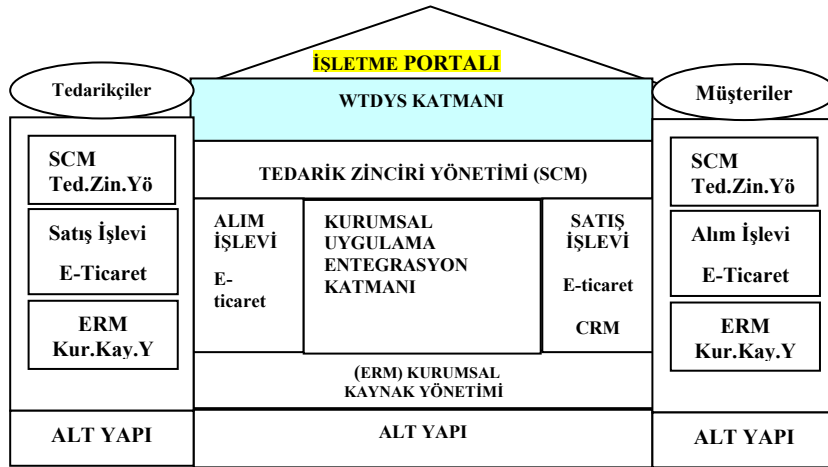 İŞLETME PORTALI
Tedarikçiler
WTDYS KATMANI
Müşteriler
SCM
Ted.Zin.Yö
Satış İşlevi
E-Ticaret
ERM
Kur.Kay.Y
ALT YAPI
TEDARİK ZİNCİRİ YÖNETİMİ (SCM)
ALIM
İŞLEVİ
E-
ticaret
KURUMSAL
UYGULAMA
ENTEGRASYON
KATMANI
SATIŞ
İŞLEVİ
E-ticaret
CRM
(ERM) KURUMSAL
KAYNAK YÖNETİMİ
ALT YAPI
SCM
Ted.Zin.Yö
Alım İşlevi
E-Ticaret
ERM
Kur.Kay.Y
ALT YAPI